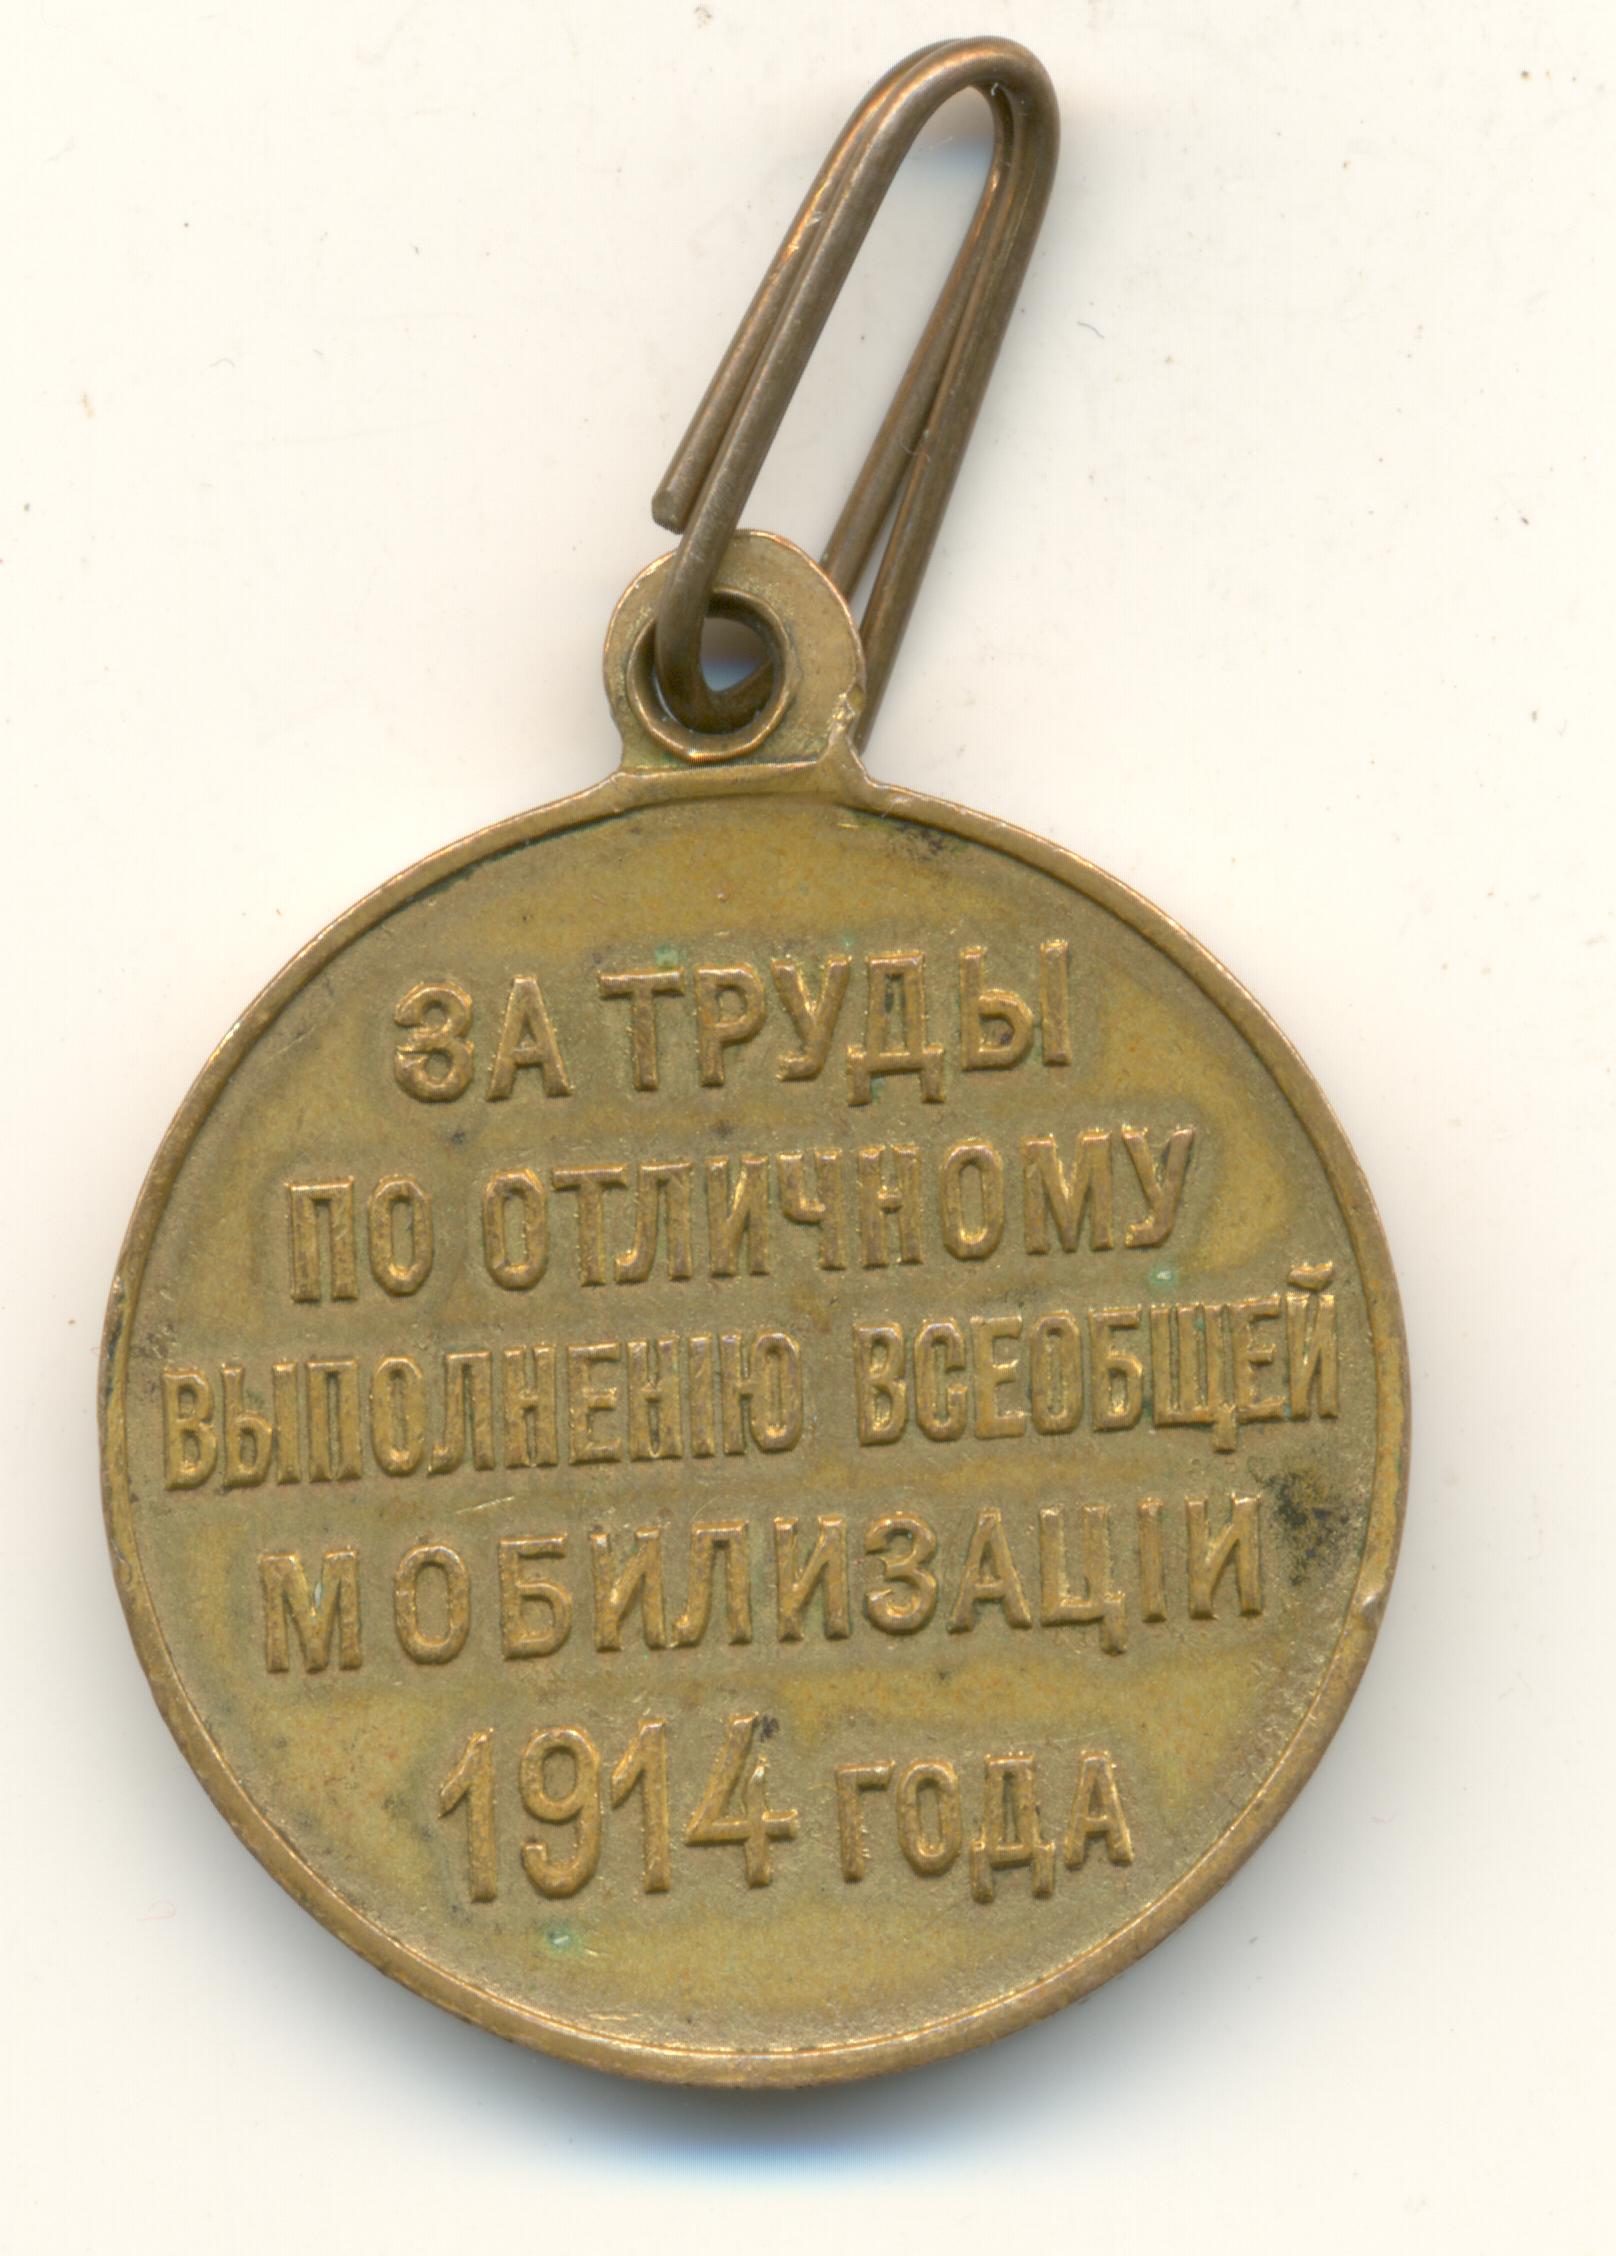 ЗА ТРУДЫ
ПО ОТЛИЧНОМУ
ВЫПОЛНЕНІЮ ВСЕОБЩЕЙ
МОБИЛИЗАЦІИ
1914 ГОДА